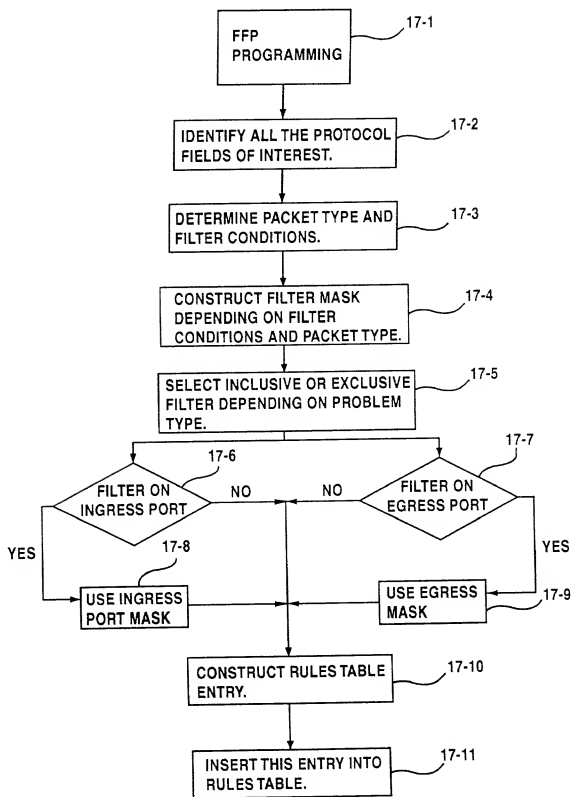 FFP
PROGRAMMING
17-1
IDENTIFY ALL THE PROTOCOL
FIELDS OF INTEREST.
17-2
DETERMINE PACKET TYPE AND
FILTER CONDITIONS.
17-3
CONSTRUCT FILTER MASK
DEPENDING ON FILTER
CONDITIONS AND PACKET TYPE.
17-4
SELECT INCLUSIVE OR EXCLUSIVE
FILTER DEPENDING ON PROBLEM
TYPE.
17-5
17-6
FILTER ON
INGRESS PORT
NO
YES
17-7
FILTER ON
EGRESS PORT
NO
YES
17-8
USE INGRESS
PORT MASK
USE EGRESS
MASK
17-9
CONSTRUCT RULES TABLE
ENTRY.
17-10
INSERT THIS ENTRY INTO
RULES TABLE.
17-11